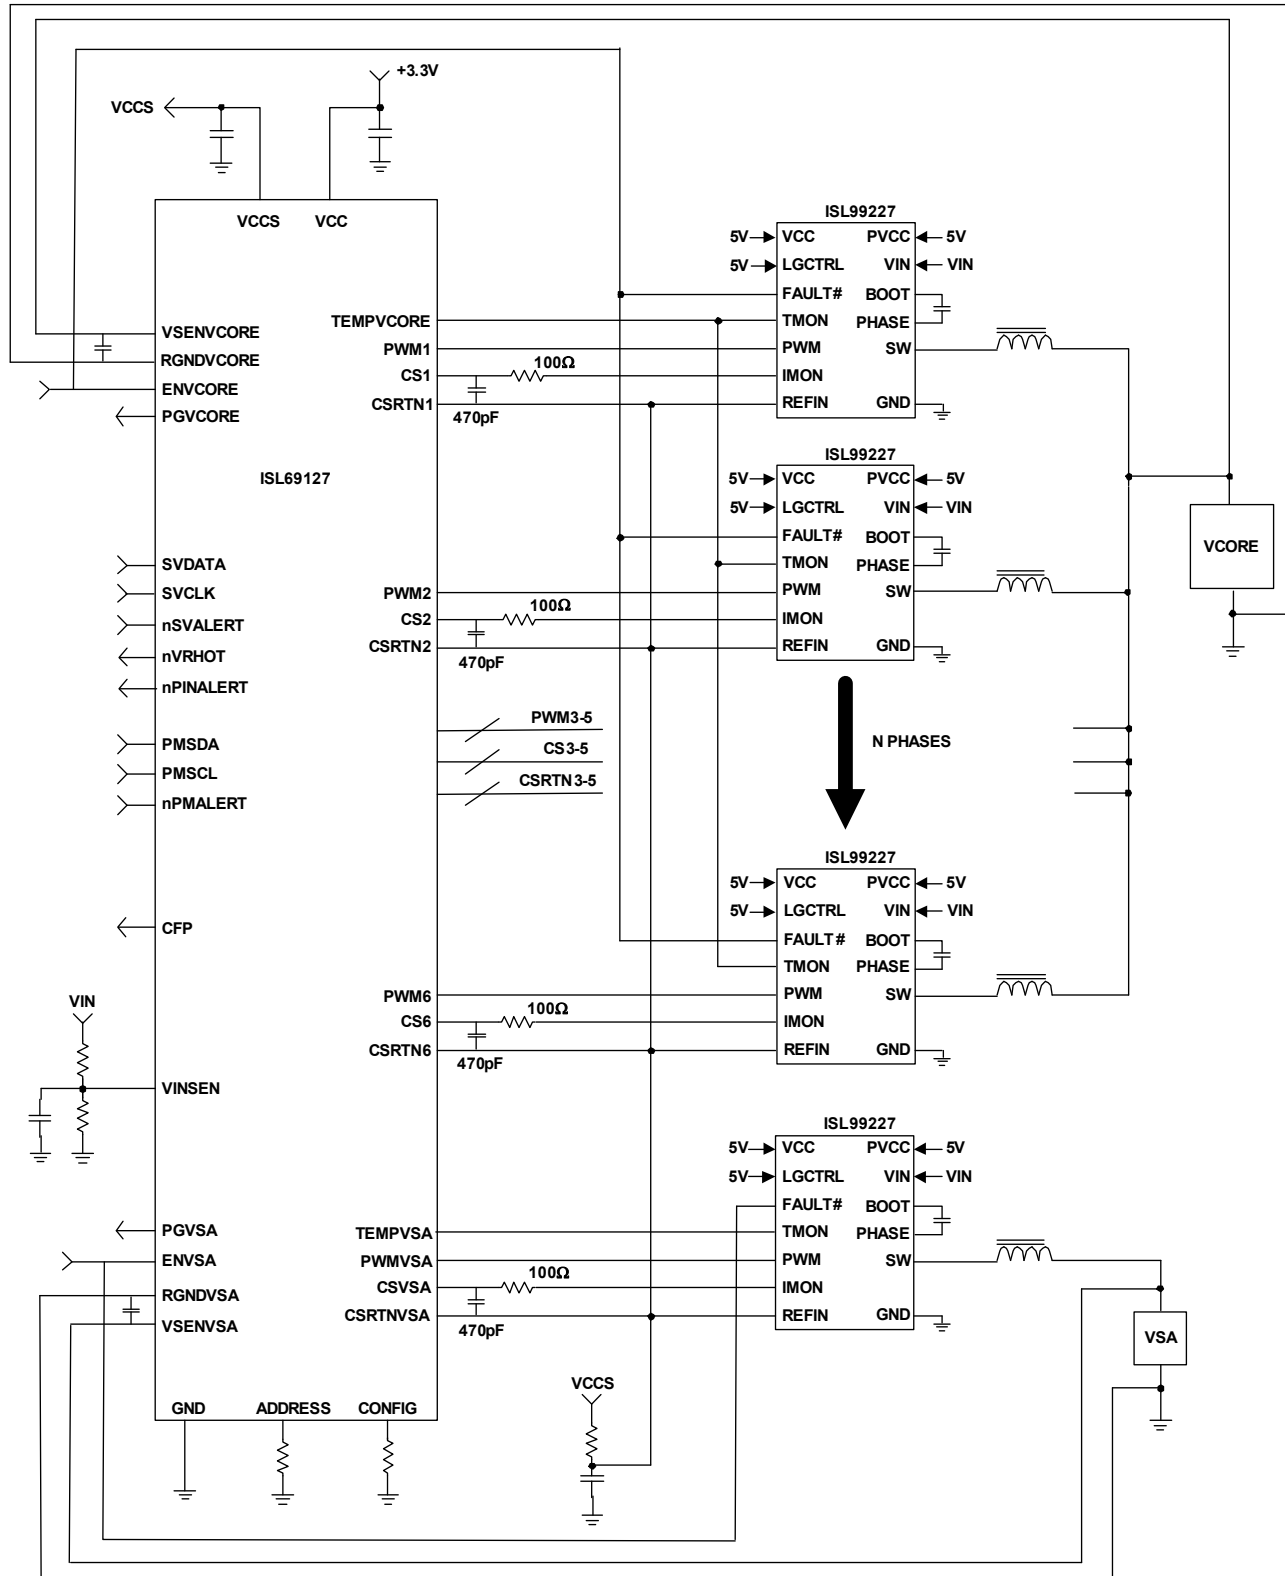 +3.3V
VCCS
VCCS VCC
ISL99227
5V VCC PVCC 5V
5V LGCTRL VIN VIN
FAULT# BOOT
VSENVCORE TEMPVCORE TMON PHASE
RGNDVCORE PWM1 PWM SW
100Ω
ENVCORE CS1 IMON
PGVCORE CSRTN1 470pF REFIN GND
ISL99227
ISL69127 5V VCC PVCC 5V
5V LGCTRL VIN VIN
FAULT# BOOT VCORE
SVDATA TMON PHASE
SVCLK PWM2 PWM SW
100Ω
nSVALERT CS2 IMON
nVRHOT CSRTN2 470pF REFIN GND
nPINALERT
PWM3-5
PMSDA CS3-5 N PHASES
PMSCL CSRTN3-5
nPMALERT
ISL99227
5V VCC PVCC 5V
5V LGCTRL VIN VIN
CFP FAULT# BOOT
TMON PHASE
VIN PWM6 PWM SW
100Ω
CS6 IMON
CSRTN6 470pF REFIN GND
VINSEN
ISL99227
5V VCC PVCC 5V
5V LGCTRL VIN VIN
FAULT# BOOT
PGVSA TEMPVSA TMON PHASE
ENVSA PWMVSA PWM SW
100Ω
RGNDVSA CSVSA IMON
VSENVSA CSRTNVSA 470pF REFIN GND
VSA
VCCS
GND ADDRESS CONFIG